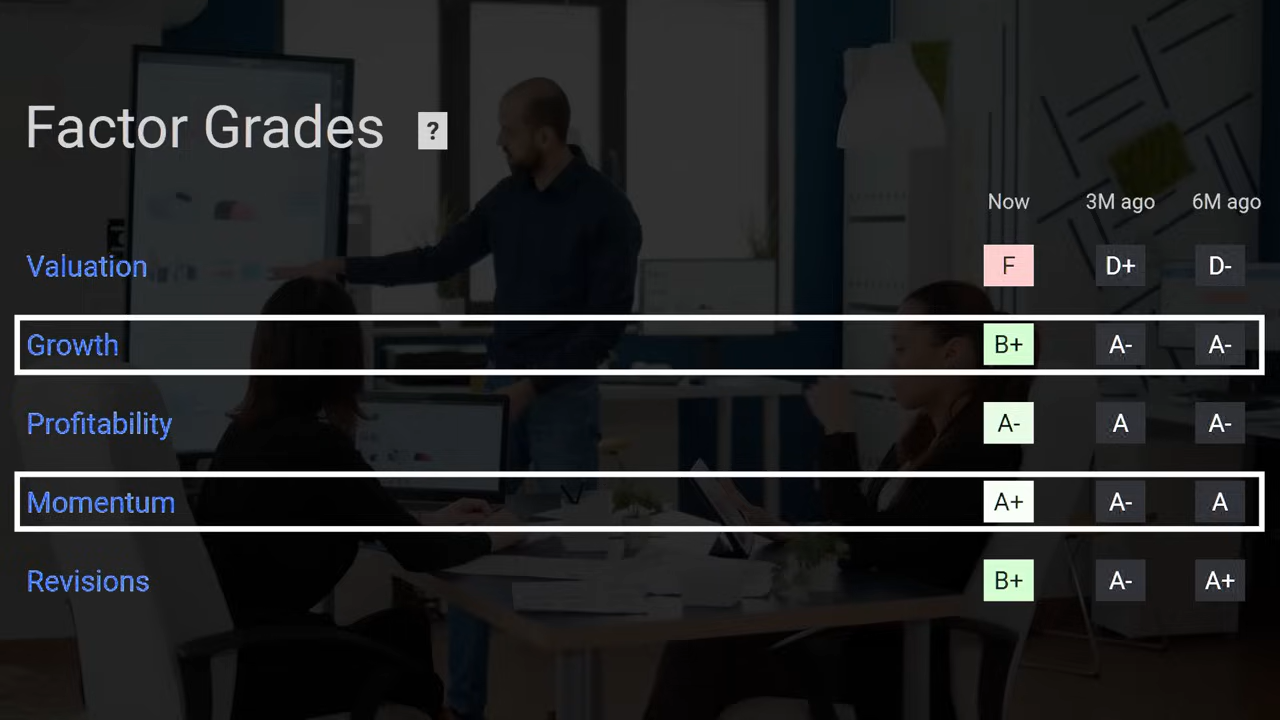 Factor Grades ?
Now 3M ago 6M ago
Valuation F D+ D-
Growth B+ A- A-
Profitability A- A A-
Momentum A+ A- A
Revisions B+ A- A+